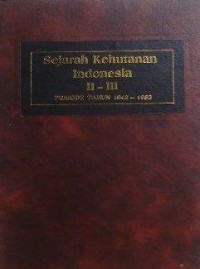 Sejarah Kehutanan
Indonesia
II - III
PERIODE TAHUN 1942 - 1983